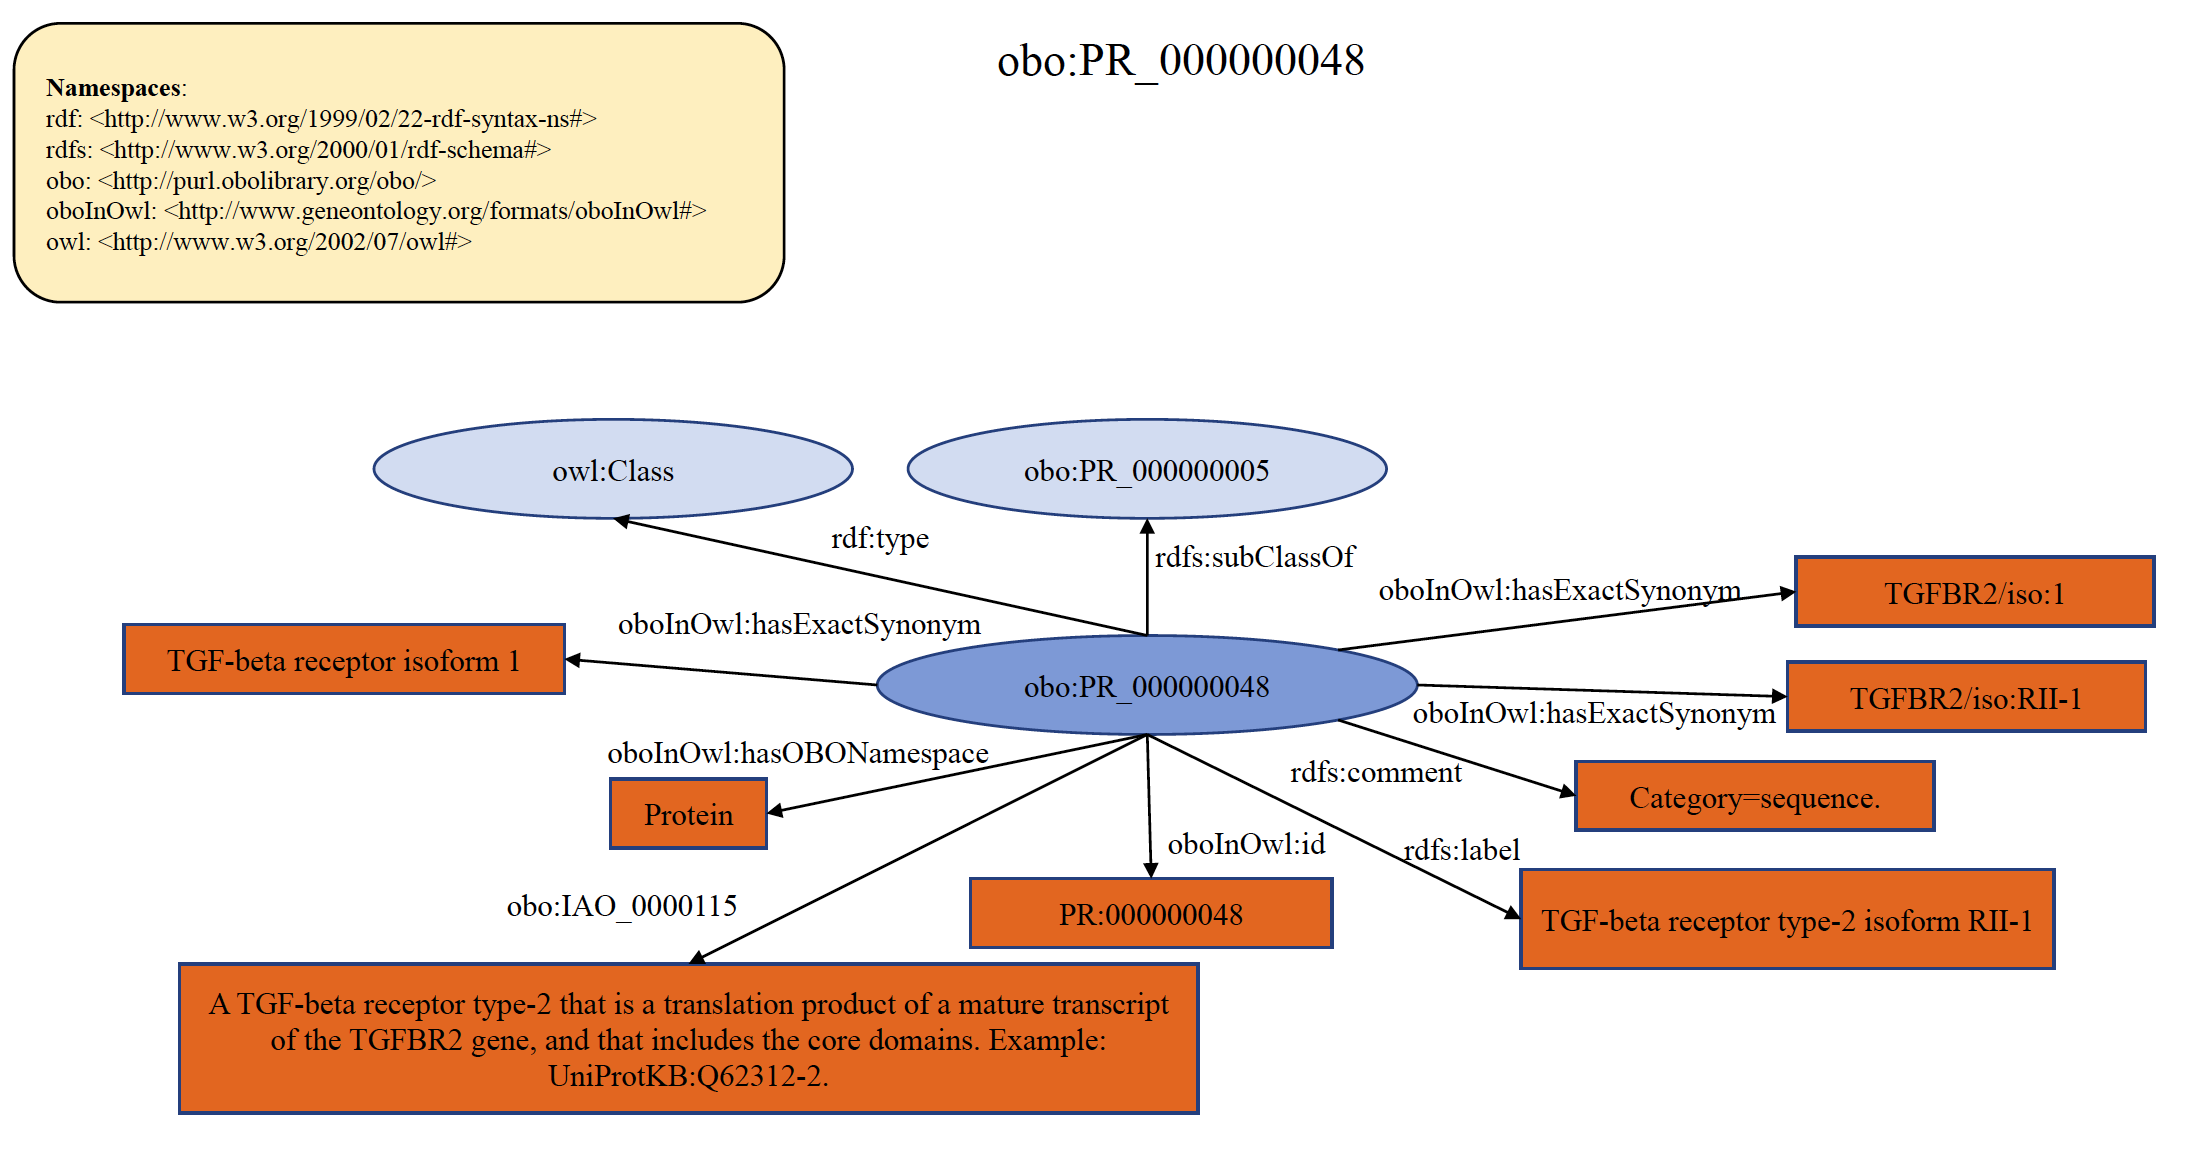 obo:PR_000000048
Namespaces:
rdf: <http://www.w3.org/1999/02/22-rdf-syntax-ns#>
rdfs: <http://www.w3.org/2000/01/rdf-schema#>
obo: <http://purl.obolibrary.org/obo/>
oboInOwl: <http://www.geneontology.org/formats/oboInOwl#>
owl: <http://www.w3.org/2002/07/owl#>
owl:Class
obo:PR_000000005
rdf:type
rdfs:subClassOf
oboInOwl:hasExactSynonym
TGFBR2/iso:1
oboInOwl:hasExactSynonym
TGF-beta receptor isoform 1
obo:PR_000000048
TGFBR2/iso:RII-1
oboInOwl:hasExactSynonym
oboInOwl:hasOBONamespace
rdfs:comment
Category=sequence.
Protein
oboInOwl:id
rdfs:label
obo:IAO_0000115
PR:000000048
TGF-beta receptor type-2 isoform RII-1
A TGF-beta receptor type-2 that is a translation product of a mature transcript
of the TGFBR2 gene, and that includes the core domains. Example:
UniProtKB:Q62312-2.